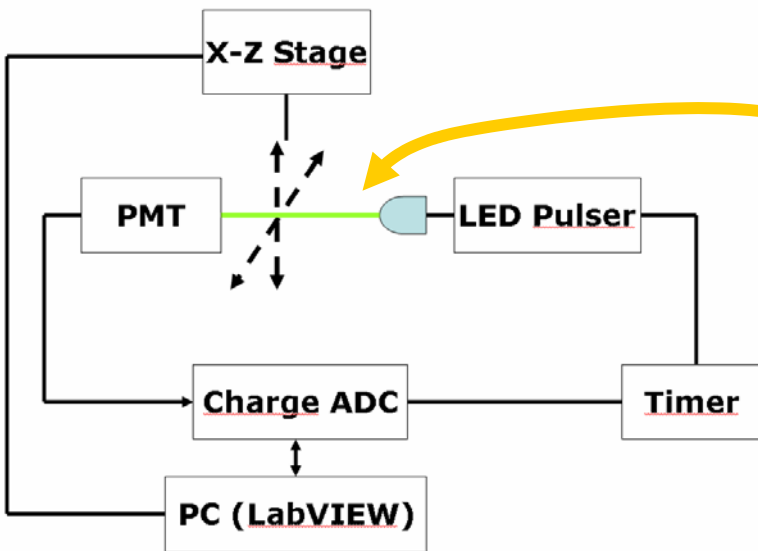 X-Z Stage
PMT
LED Pulser
Charge ADC
Timer
PC (LabVIEW)